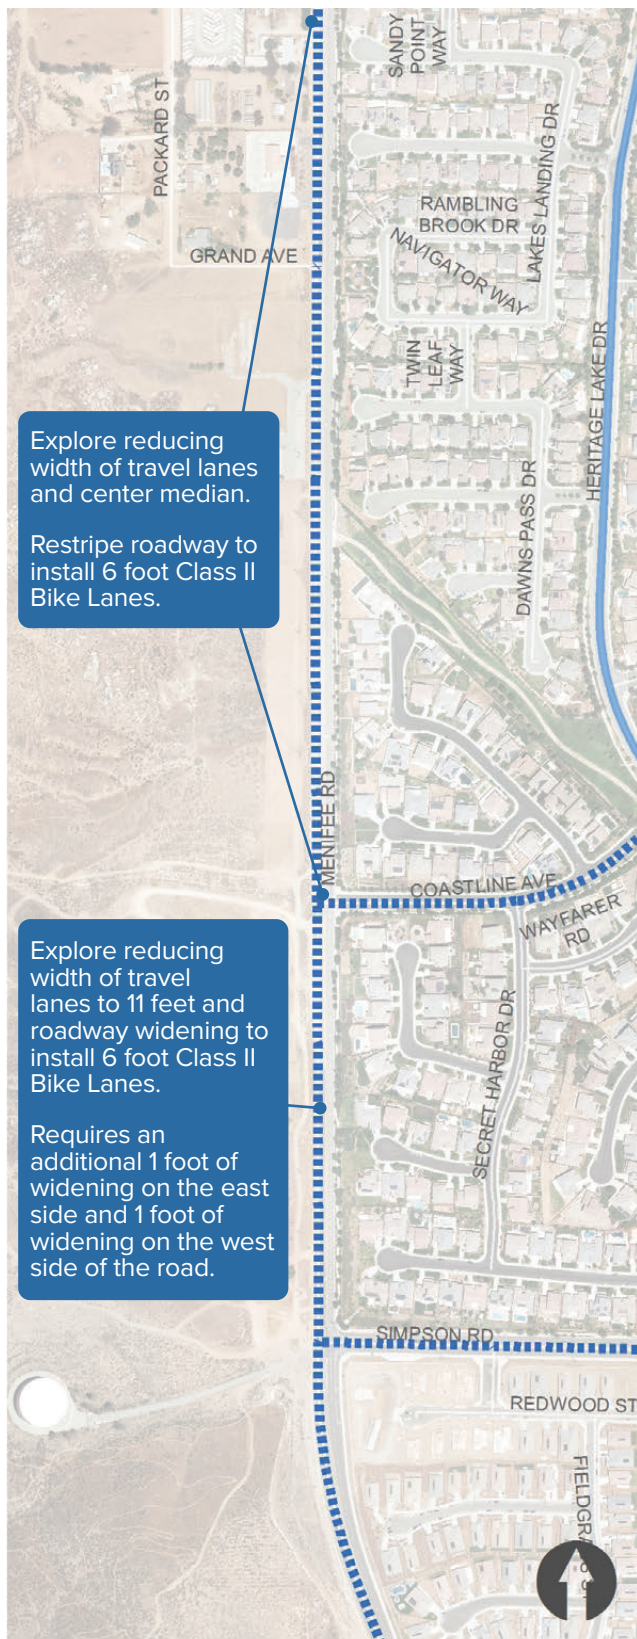 SANDY
POINT
WAY
PACKARD ST
LAKES LANDING DR
RAMBLING
BROOK DR
NAVIGATOR WAY
GRAND AVE
TWIN
LEAF
WAY
HERITAGE LAKE DR
Explore reducing
width of travel lanes
and center median.
Restripe roadway to
install 6 foot Class II
Bike Lanes.
DAWNS PASS DR
MENIFEE RD
COASTLINE AVE
WAYFARER
RD
Explore reducing
width of travel
lanes to 11 feet and
roadway widening to
install 6 foot Class II
Bike Lanes.
Requires an
additional 1 foot of
widening on the east
side and 1 foot of
widening on the west
side of the road.
SECRET HARBOR DR
SIMPSON RD
REDWOOD ST